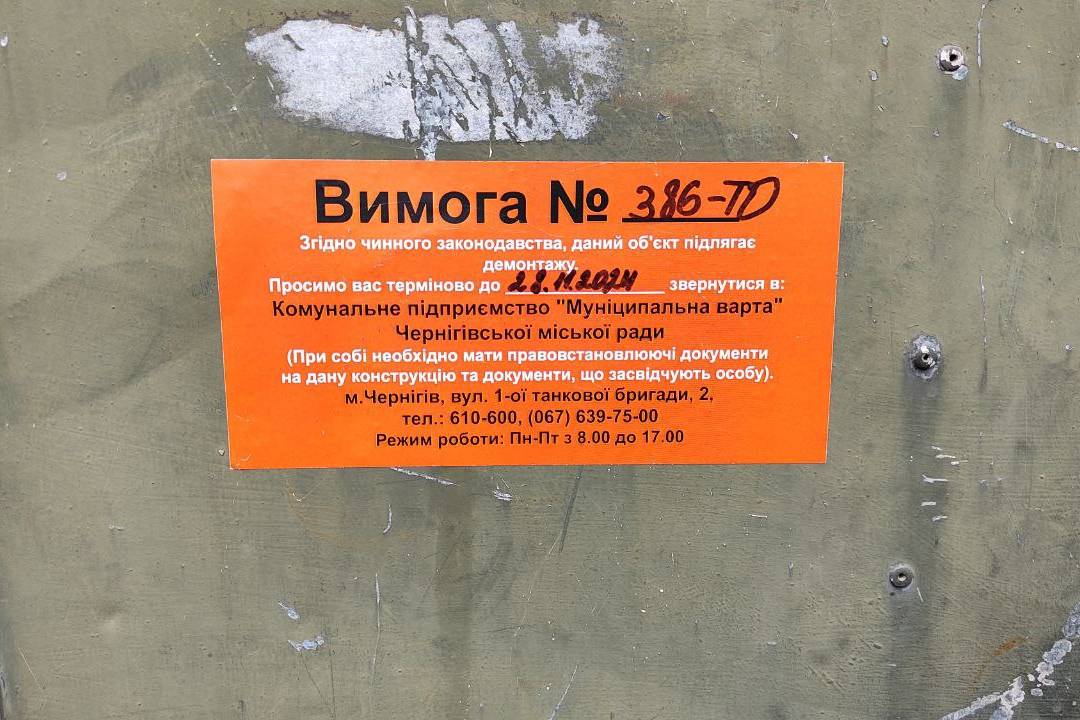 Вимога № 386-ТД
Згідно чинного законодавства, даний об'єкт підлягає
демонтажу.
Просимо вас терміново до 28.11.2024 звернутися в:
Комунальне підприємство "Муніципальна варта"
Чернігівської міської ради
(При собі необхідно мати правовстановлюючі документи
на дану конструкцію та документи, що засвідчують особу).
м.Чернігів, вул. 1-ої танкової бригади, 2,
тел.: 610-600, (067) 639-75-00
Режим роботи: Пн-Пт з 8.00 до 17.00